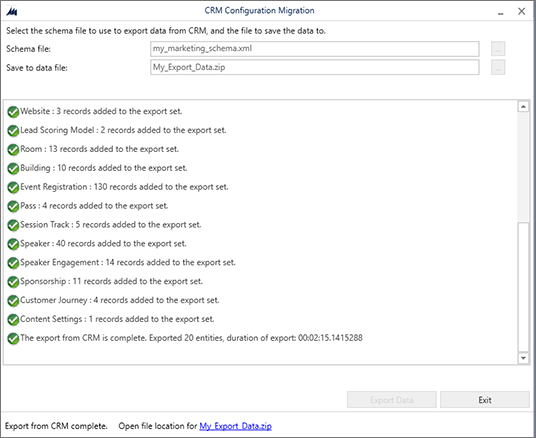 CRM Configuration Migration
Select the schema file to use to export data from CRM, and the file to save the data to.
Schema file: my_marketing_schema.xml ...
Save to data file: My_Export_Data.zip ...
Website : 3 records added to the export set.
Lead Scoring Model : 2 records added to the export set.
Room : 13 records added to the export set.
Building : 10 records added to the export set.
Event Registration : 130 records added to the export set.
Pass : 4 records added to the export set.
Session Track : 5 records added to the export set.
Speaker : 40 records added to the export set.
Speaker Engagement : 14 records added to the export set.
Sponsorship : 11 records added to the export set.
Customer Journey : 4 records added to the export set.
Content Settings : 1 records added to the export set.
The export from CRM is complete. Exported 20 entities, duration of export: 00:02:15.1415288
Export Data Exit
Export from CRM complete. Open file location for My_Export_Data.zip